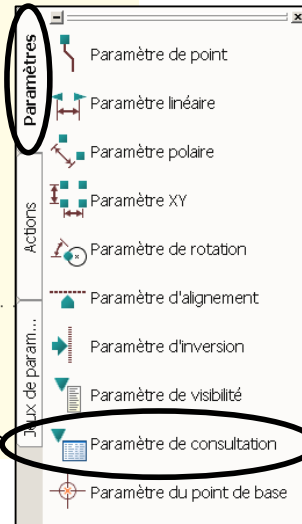 Paramètres
Actions
Jeux de param...
Paramètre de point
Paramètre linéaire
Paramètre polaire
Paramètre XY
Paramètre de rotation
Paramètre d'alignement
Paramètre d'inversion
Paramètre de visibilité
Paramètre de consultation
Paramètre du point de base